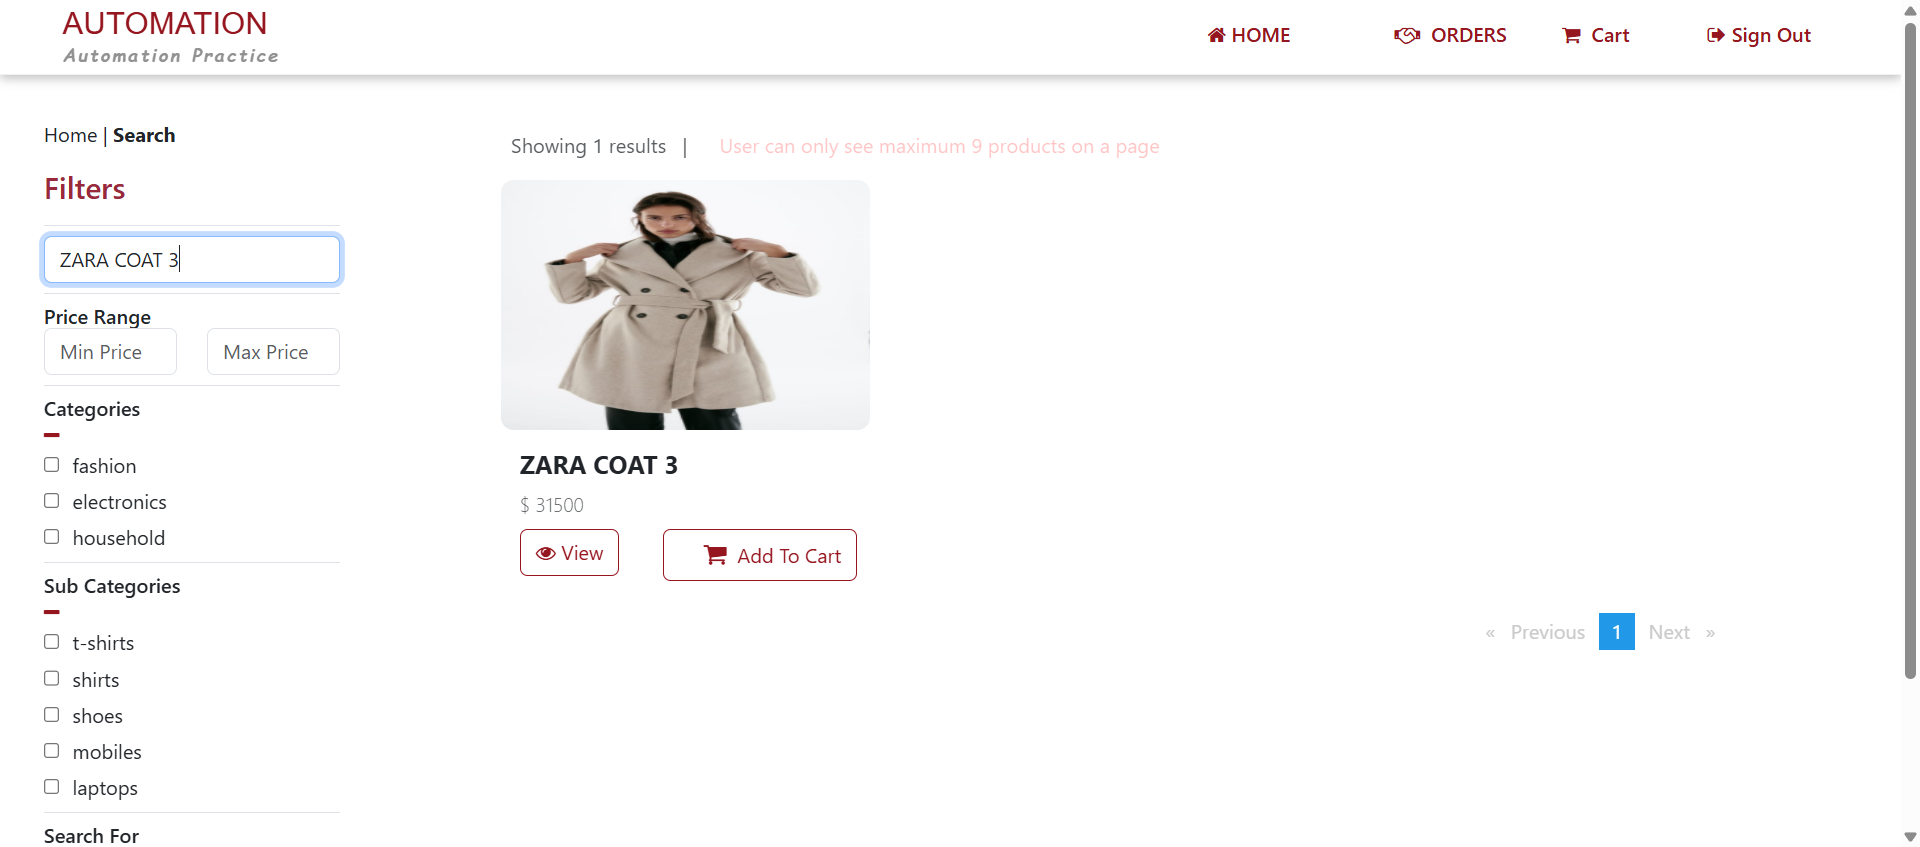 AUTOMATION
Automation Practice
HOME
ORDERS
Cart
Sign Out
Home | Search
Showing 1 results |
User can only see maximum 9 products on a page
Filters
ZARA COAT 3
Price Range
Min Price
Max Price
Categories
fashion
electronics
household
Sub Categories
t-shirts
shirts
shoes
mobiles
laptops
Search For
ZARA COAT 3
$ 31500
View
Add To Cart
« Previous 1 Next »